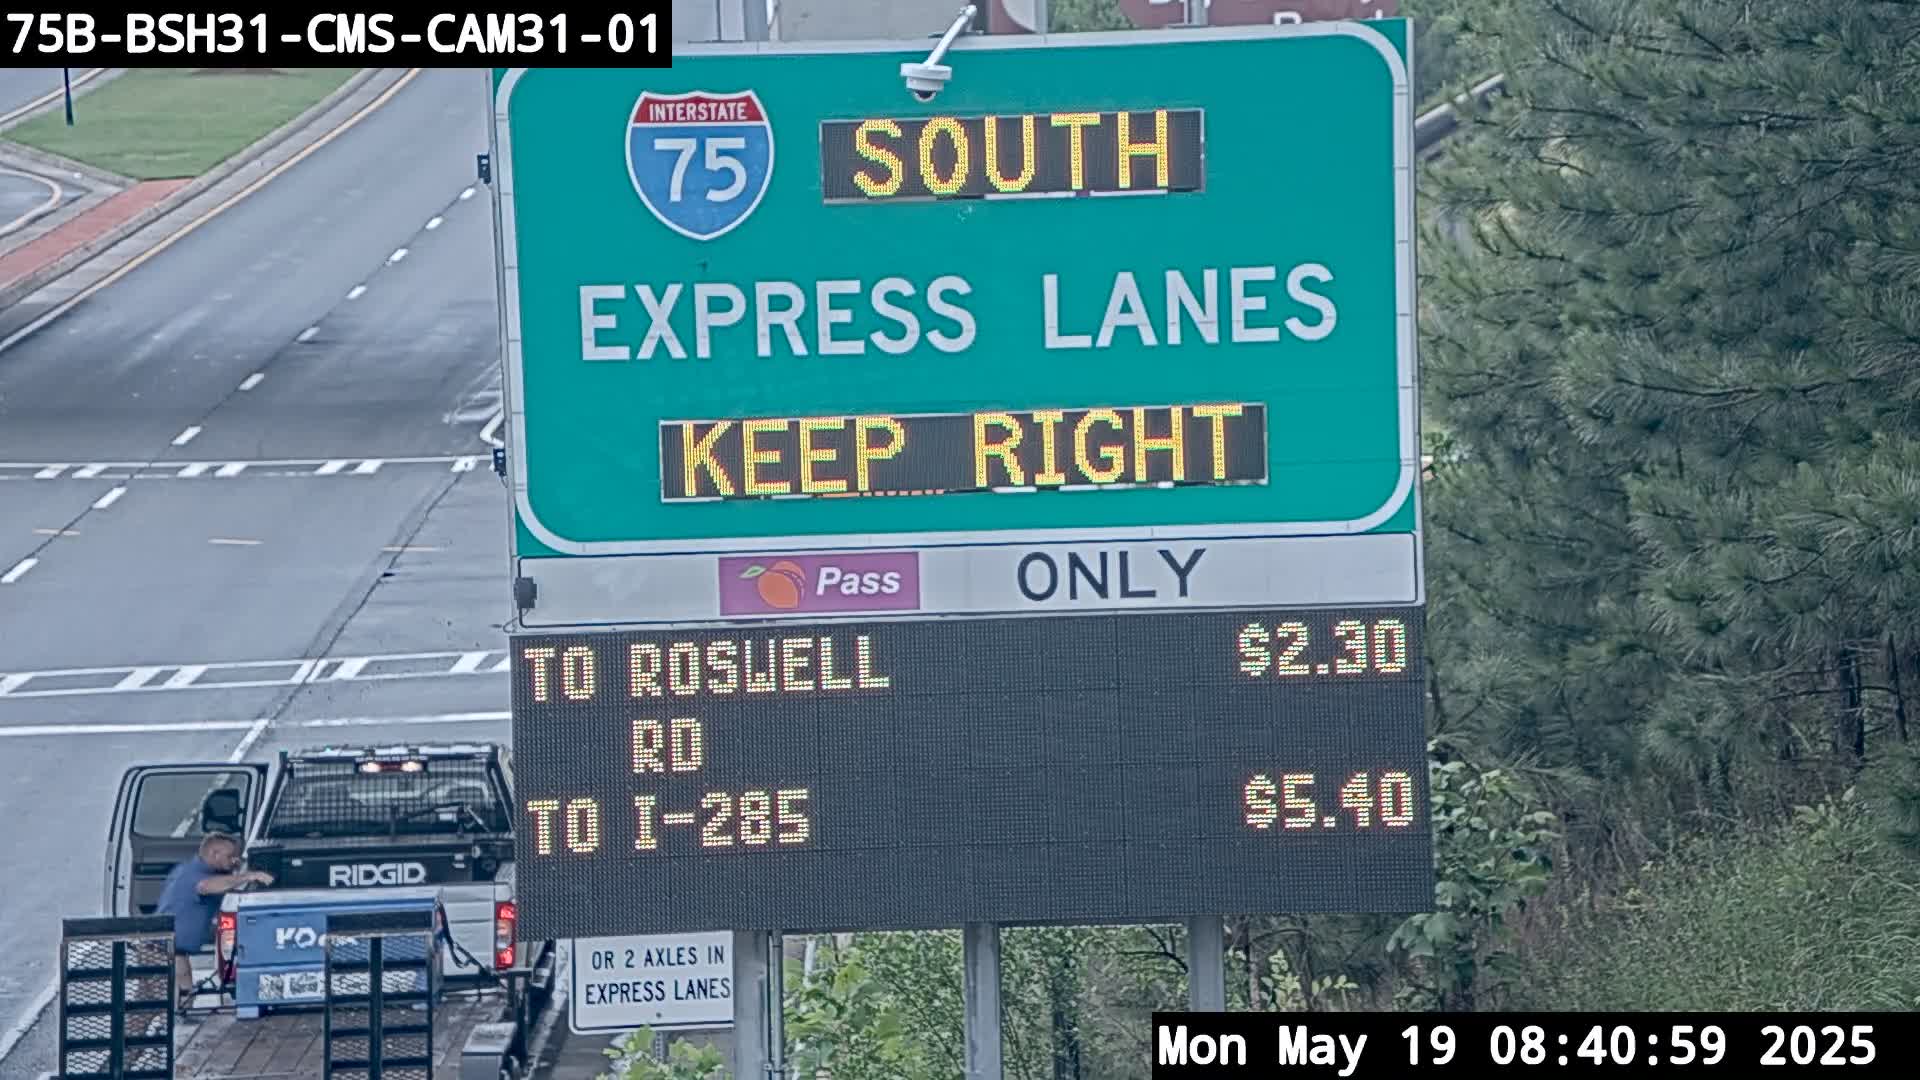 75B-BSH31-CMS-CAM31-01
INTERSTATE
75
SOUTH
EXPRESS LANES
KEEP RIGHT
Pass
ONLY
TO ROSWELL $2.30
RD
TO I-285 $5.40
RIDGID
OR 2 AXLES IN
EXPRESS LANES
Mon May 19 08:40:59 2025